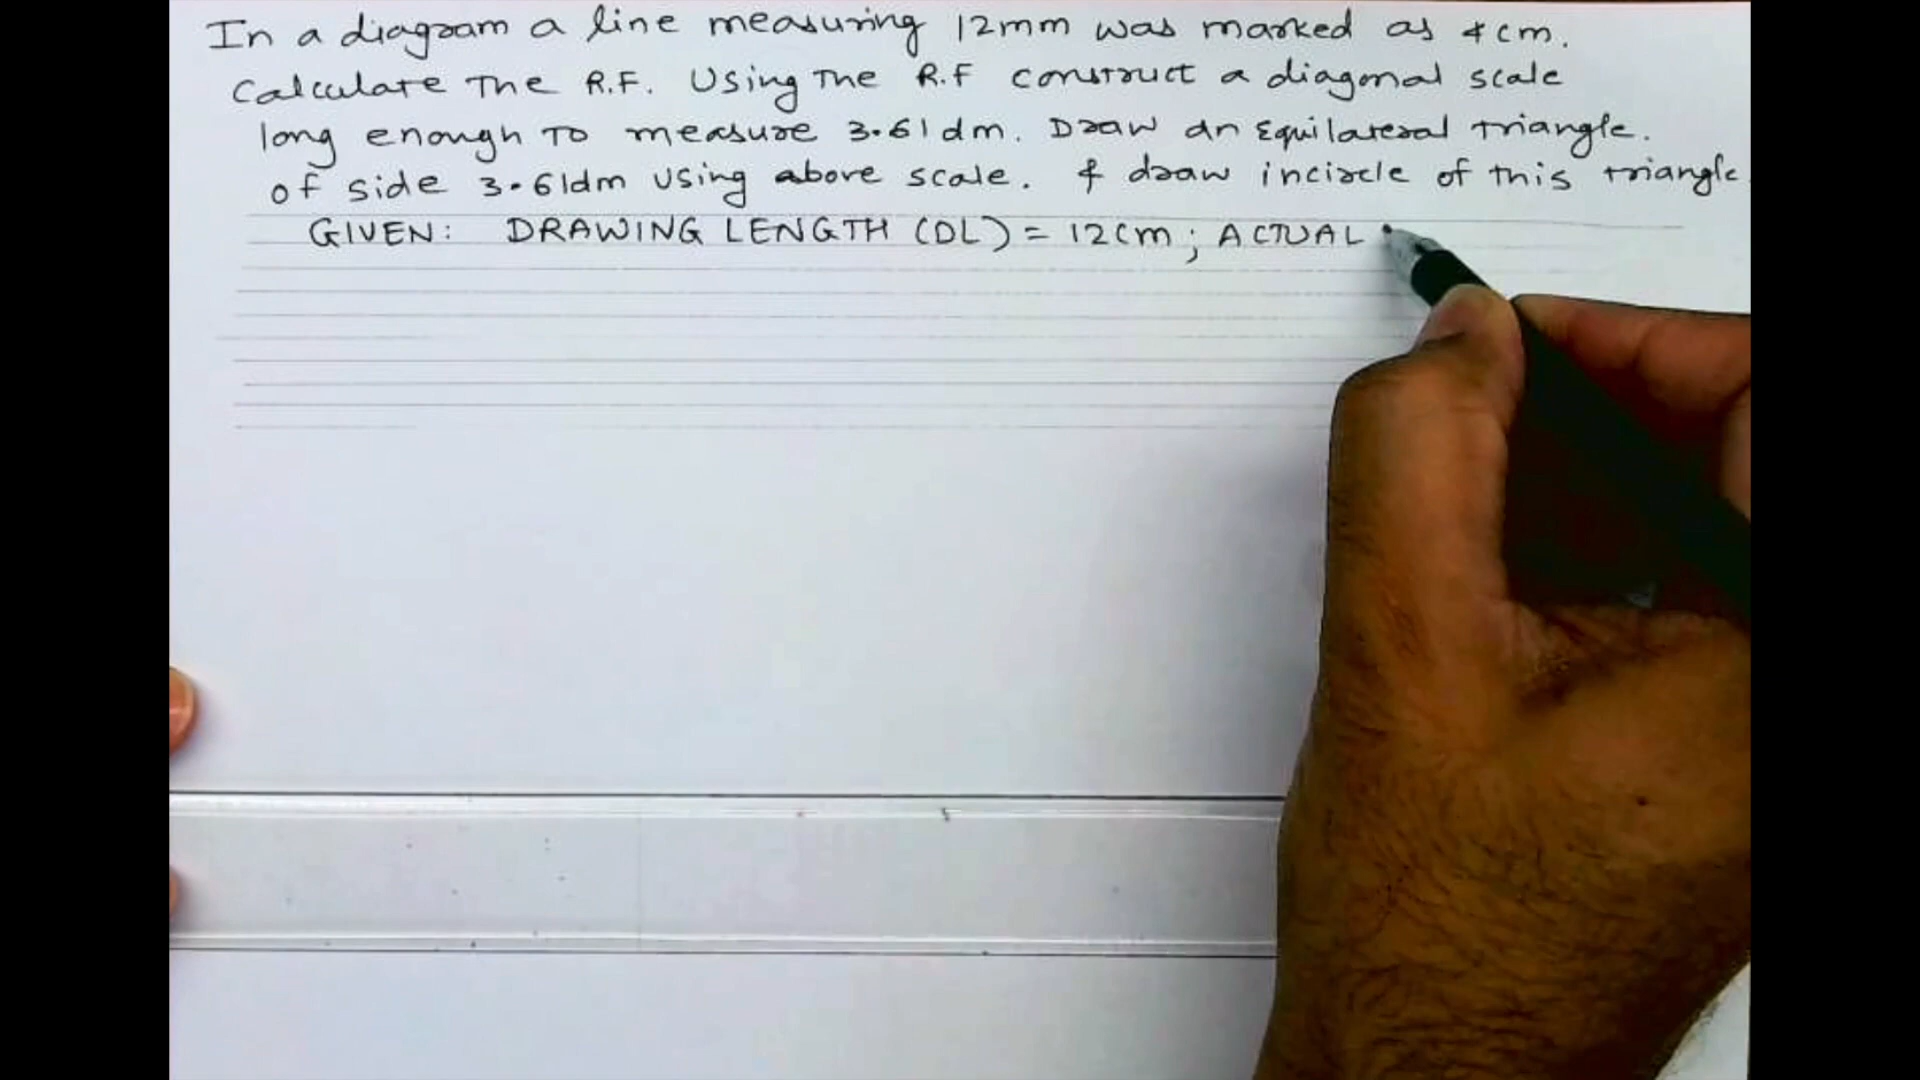 In a diagram a line measuring 12mm was marked as 4cm.
Calculate The R.F. Using The R.F construct a diagonal scale
long enough To measure 3.61dm. Draw an Equilateral triangle.
of side 3.61dm using above scale. & draw incircle of this triangle
GIVEN: DRAWING LENGTH (DL) = 12cm; ACTUAL